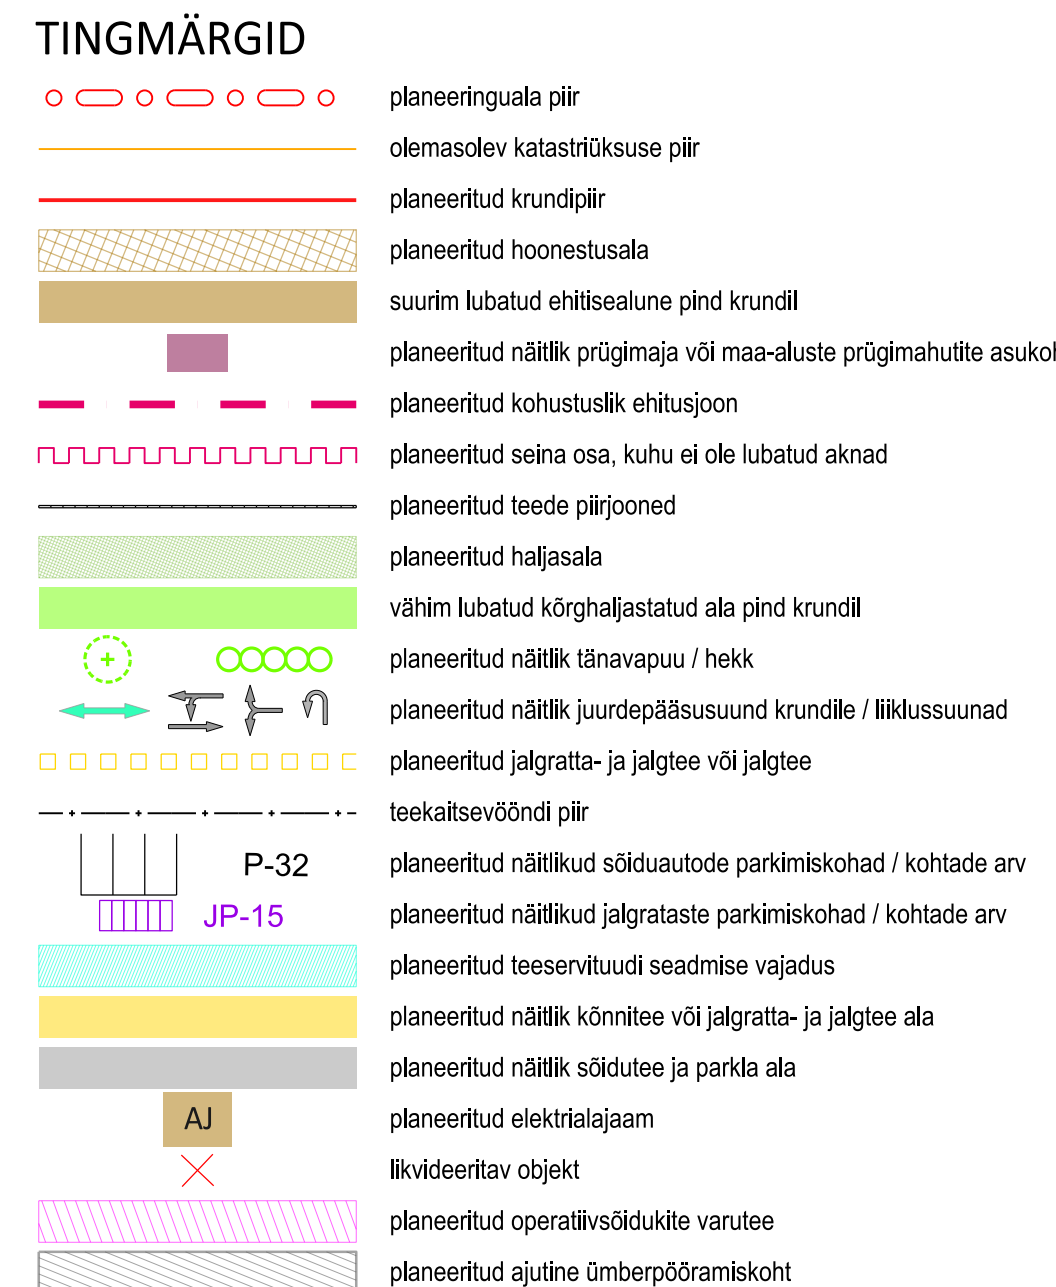 TINGMÄRGID
planeeringuala piir
olemasolev katastriüksuse piir
planeeritud krundipiir
planeeritud hoonestusala
suurim lubatud ehitisealune pind krundil
planeeritud näitlik prügimaja või maa-aluste prügimahutite
planeeritud kohustuslik ehitusjoon
planeeritud seina osa, kuhu ei ole lubatud aknad
planeeritud teede piirjooned
planeeritud haljasala
vähim lubatud kõrghaljastatud ala pind krundil
planeeritud näitlik tänavapuu / hekk
planeeritud näitlik juurdepääsusuund krundile / liiklussuunad
planeeritud jalgratta- ja jalgtee või jalgtee
teekaitsevööndi piir
P-32 planeeritud näitlikud sõiduautode parkimiskohad / kohtade arv
JP-15 planeeritud näitlikud jalgrataste parkimiskohad / kohtade arv
planeeritud teeservituudi seadmise vajadus
planeeritud näitlik kõnnitee või jalgratta- ja jalgtee ala
planeeritud näitlik sõidutee ja parkla ala
AJ planeeritud elektrialajaam
likvideeritav objekt
planeeritud operatiivsõidukite varutee
planeeritud ajutine ümberpööramiskoht